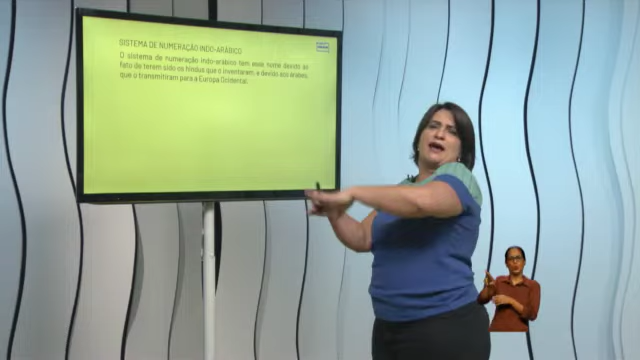 SISTEMA DE NUMERAÇÃO INDO-ARÁBICO
O sistema de numeração indo-arábico tem esse nome devido ao
fato de terem sido os hindus que o inventaram, e devido aos árabes,
que o transmitiram para a Europa Ocidental.